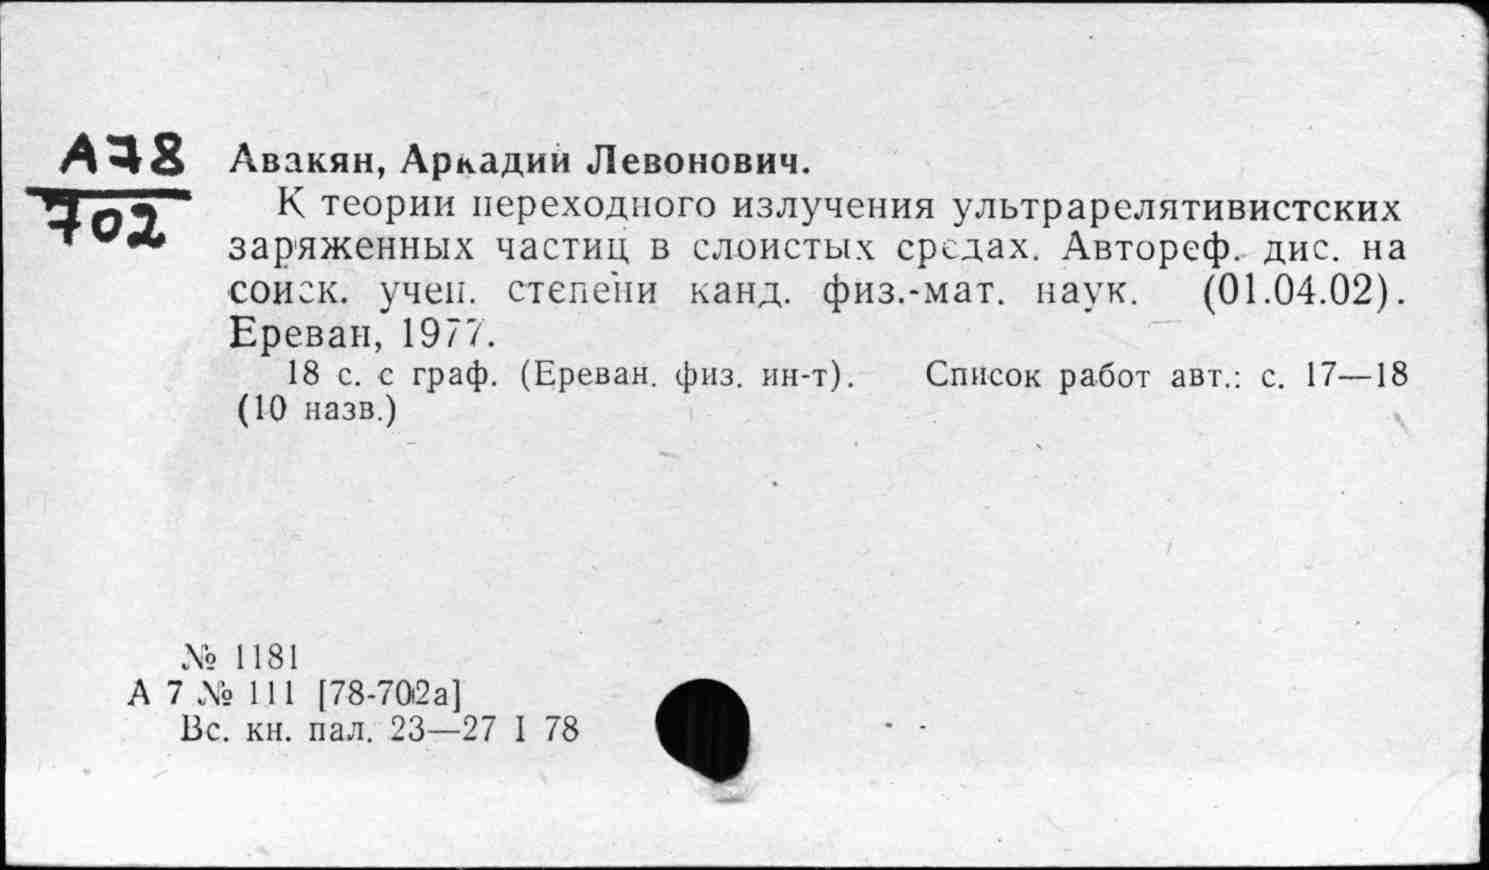 А78 Авакян, Аркадий Левонович.
702 К теории переходного излучения ультрарелятивистских
заряженных частиц в слоистых средах. Автореф. дис. на
соиск. учен. степени канд. физ.-мат. наук. (01.04.02).
Ереван, 1977.
18 с. с граф. (Ереван. физ. ин-т). Список работ авт.: с. 17—18
(10 назв.)
№ 1181
А 7 № 111 [78-702а]
Вс. кн. пал. 23—27 I 78